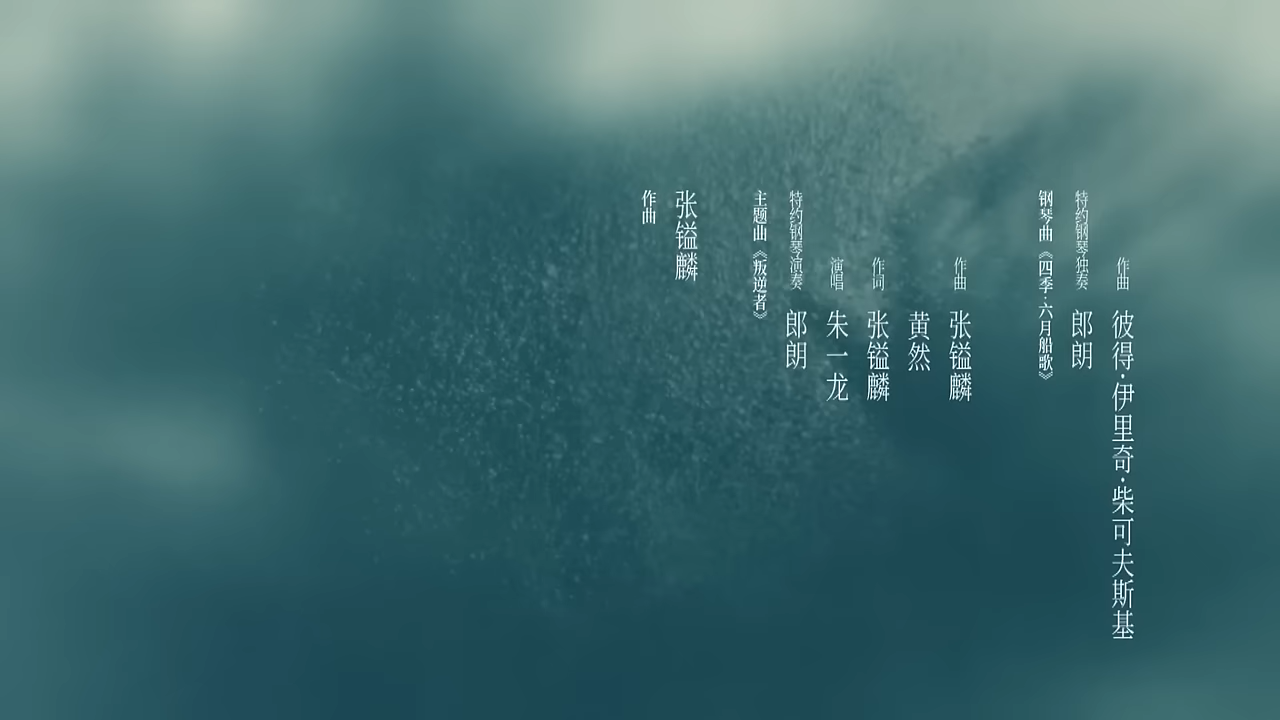 作曲
张镒麟
主题曲《叛逆者》
特约钢琴演奏 郎朗
演唱 朱一龙
作词 张镒麟
黄然
作曲 张镒麟
钢琴曲《四季·六月船歌》
特约钢琴独奏 郎朗
作曲 彼得·伊里奇·柴可夫斯基